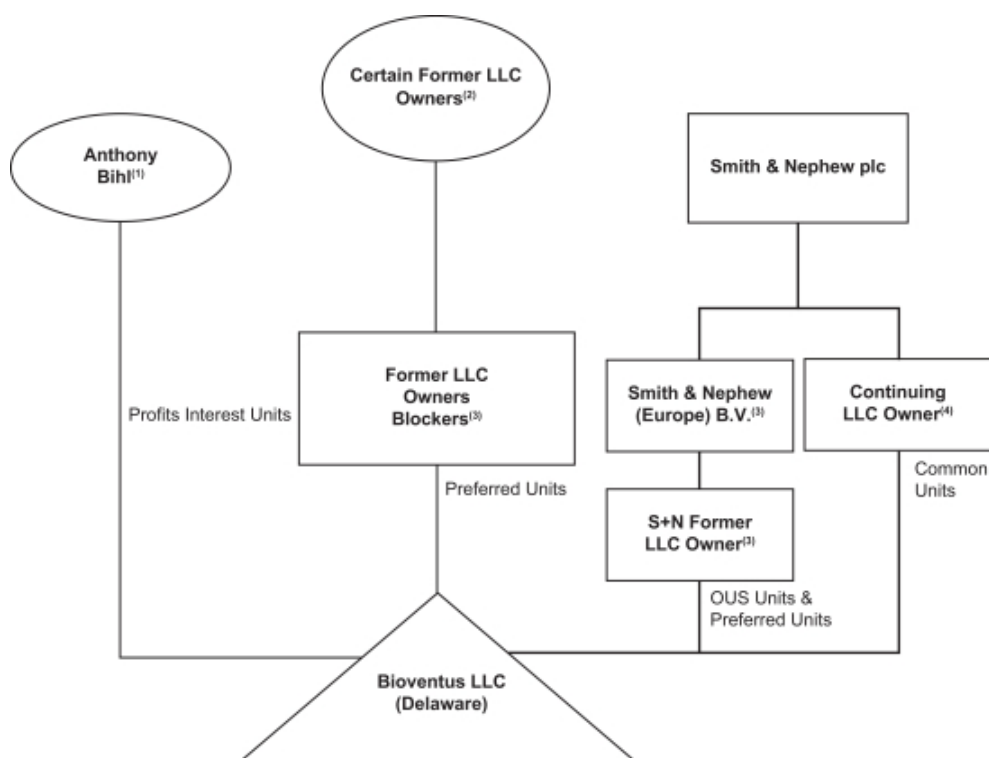 Certain Former LLC
Owners(2)
Anthony
Bihl(1)
Smith & Nephew plc
Former LLC
Owners
Blockers(3)
Smith & Nephew
(Europe) B.V.(3)
Continuing
LLC Owner(4)
Profits Interest Units
Preferred Units
Common
Units
S+N Former
LLC Owner(3)
OUS Units &
Preferred Units
Bioventus LLC
(Delaware)